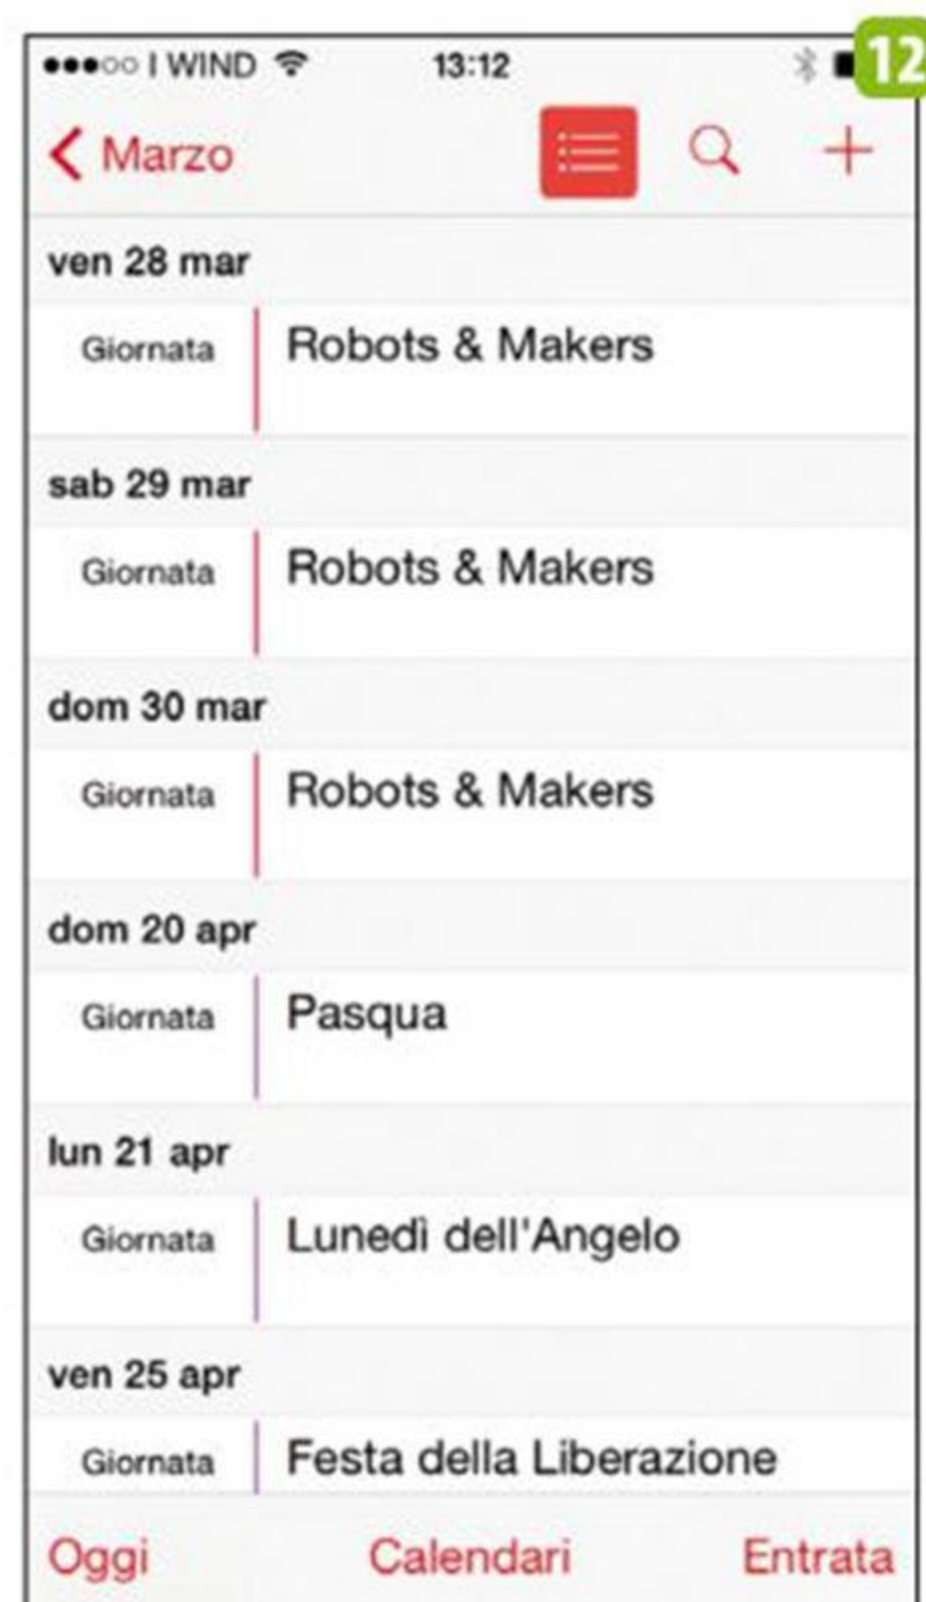 I WIND 13:12
12
Marzo
ven 28 mar
Giornata Robots & Makers
sab 29 mar
Giornata Robots & Makers
dom 30 mar
Giornata Robots & Makers
dom 20 apr
Giornata Pasqua
lun 21 apr
Giornata Lunedì dell'Angelo
ven 25 apr
Giornata Festa della Liberazione
Oggi Calendari Entrata